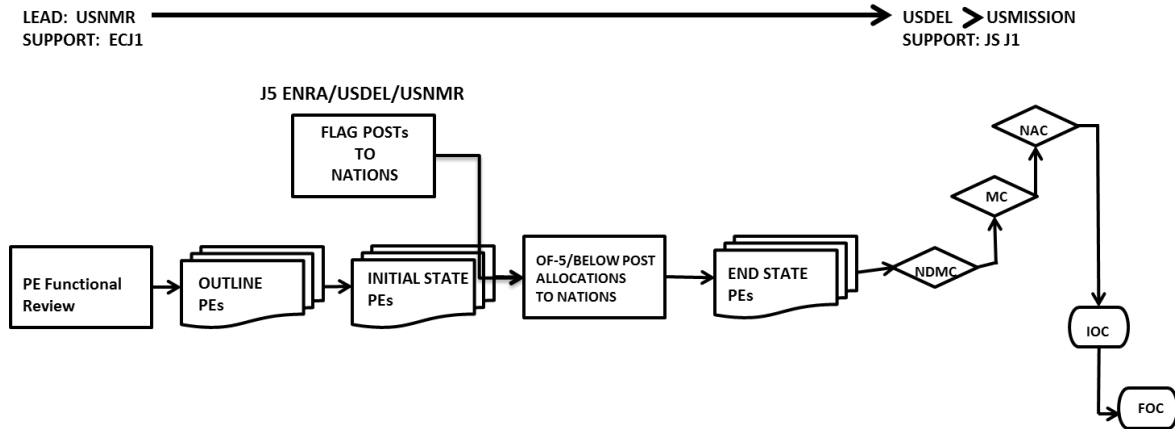 LEAD: USNMR
SUPPORT: ECJ1
USDEL > USMISSION
SUPPORT: JS J1
J5 ENRA/USDEL/USNMR
FLAG POSTs
TO
NATIONS
NAC
MC
PE Functional
Review
OUTLINE
PEs
INITIAL STATE
PEs
OF-5/BELOW POST
ALLOCATIONS
TO NATIONS
END STATE
PEs
NDMC
IOC
FOC